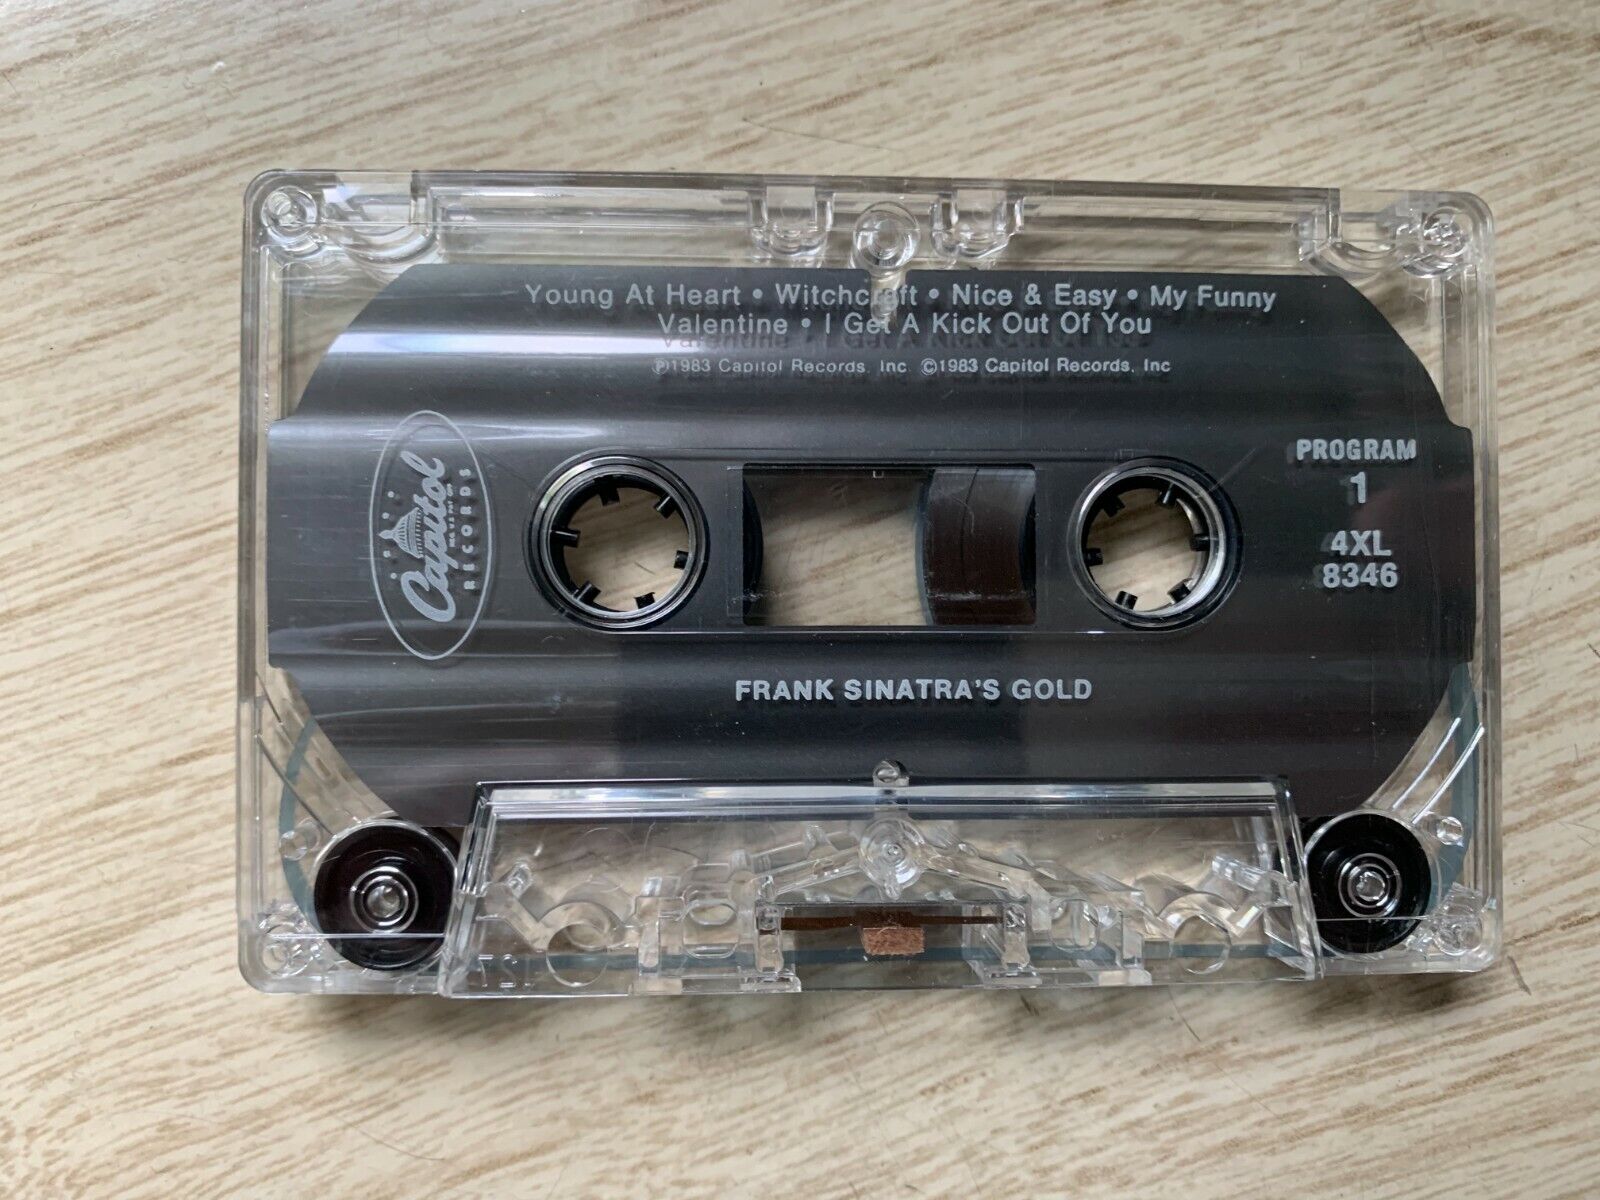 Young At Heart • Witchcraft • Nice & Easy • My Funny
Valentine • I Get A Kick Out Of You
℗1983 Capitol Records, Inc. ©1983 Capitol Records, Inc
Capitol
RECORDS
PROGRAM
1
4XL
8346
FRANK SINATRA'S GOLD